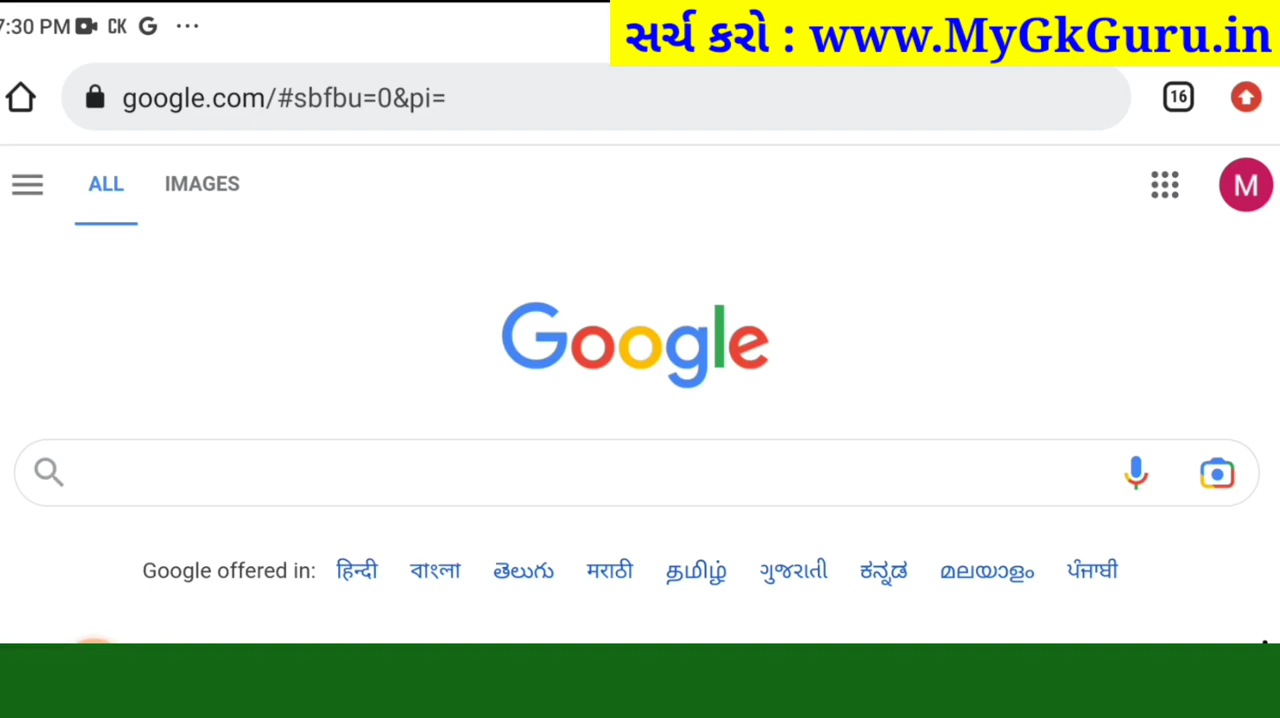 7:30 PM CK G ...
સર્ચ કરો : www.MyGkGuru.in
google.com/#sbfbu=0&pi=
16
ALL IMAGES
M
Google
Google offered in: हिन्दी বাংলা తెలుగు मराठी தமிழ் ગુજરાતી ಕನ್ನಡ മലയാളം ਪੰਜਾਬੀ